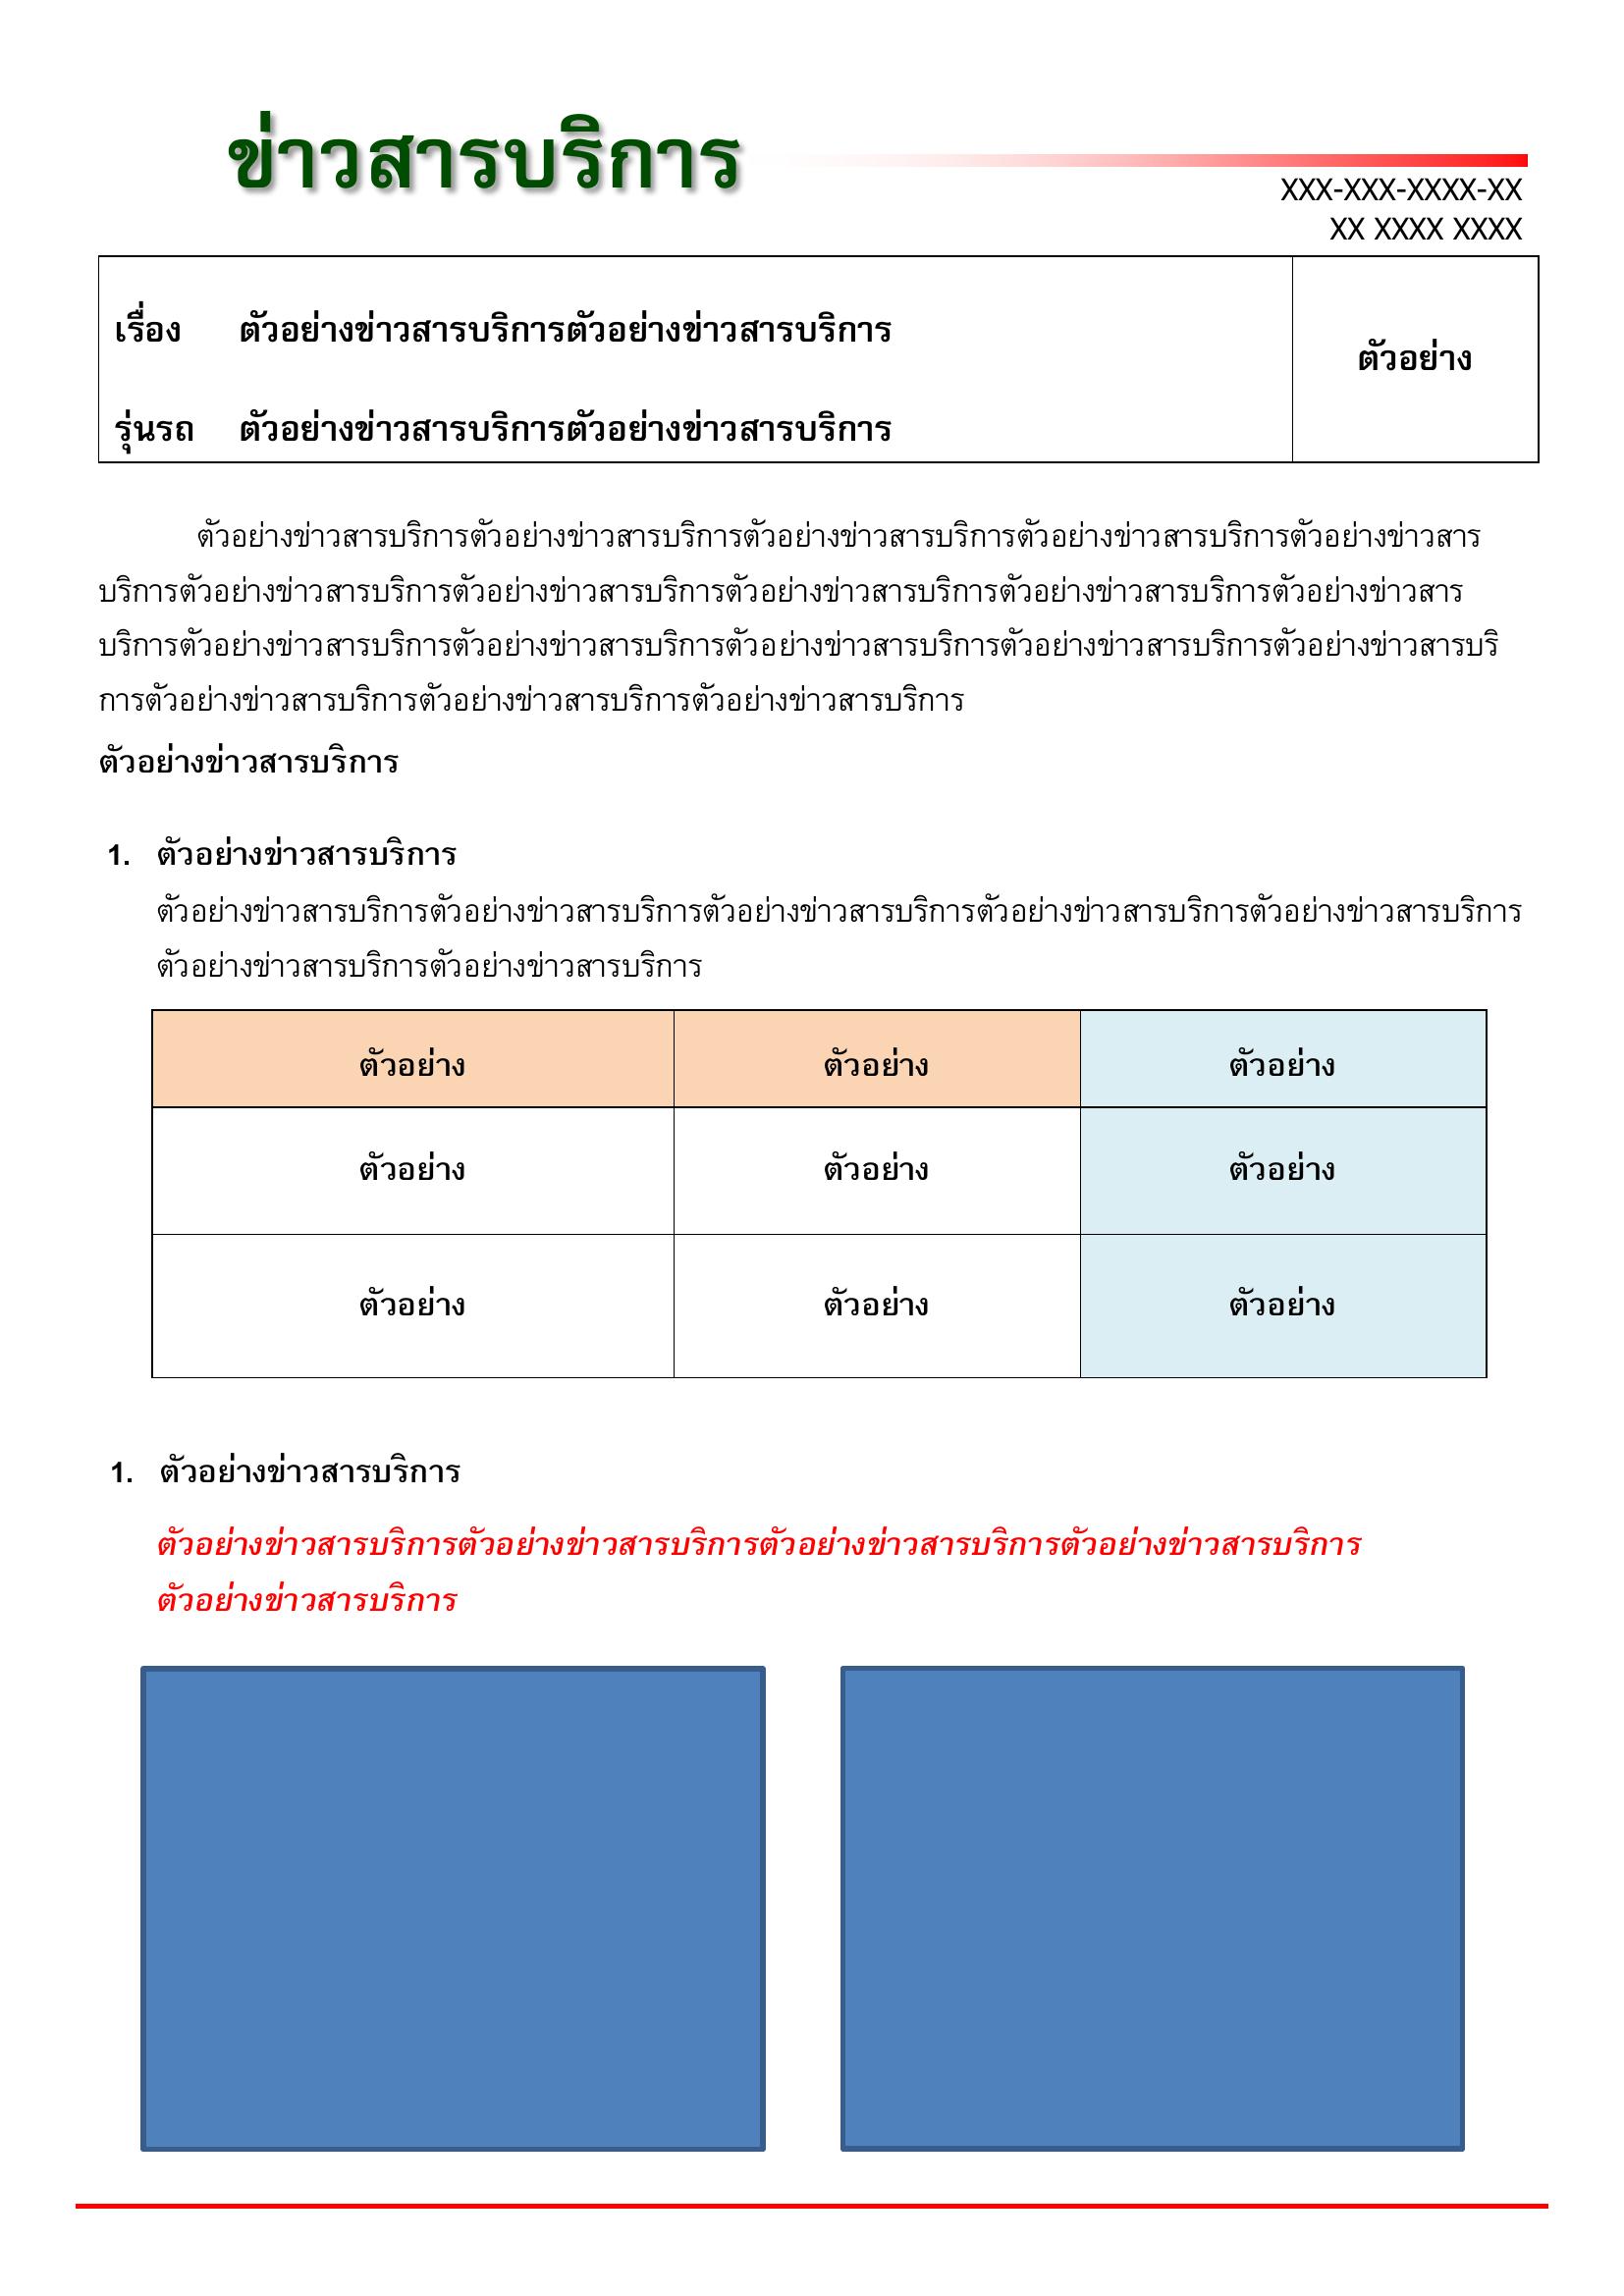 ข่าวสารบริการ
XXX-XXX-XXXX-XX
XX XXXX XXXX
เรื่อง ตัวอย่างข่าวสารบริการตัวอย่างข่าวสารบริการ
ตัวอย่าง
รุ่นรถ ตัวอย่างข่าวสารบริการตัวอย่างข่าวสารบริการ
ตัวอย่างข่าวสารบริการตัวอย่างข่าวสารบริการตัวอย่างข่าวสารบริการตัวอย่างข่าวสารบริการตัวอย่างข่าวสาร
บริการตัวอย่างข่าวสารบริการตัวอย่างข่าวสารบริการตัวอย่างข่าวสารบริการตัวอย่างข่าวสารบริการตัวอย่างข่าวสาร
บริการตัวอย่างข่าวสารบริการตัวอย่างข่าวสารบริการตัวอย่างข่าวสารบริการตัวอย่างข่าวสารบริการตัวอย่างข่าวสารบริ
การตัวอย่างข่าวสารบริการตัวอย่างข่าวสารบริการตัวอย่างข่าวสารบริการ
ตัวอย่างข่าวสารบริการ
1. ตัวอย่างข่าวสารบริการ
ตัวอย่างข่าวสารบริการตัวอย่างข่าวสารบริการตัวอย่างข่าวสารบริการตัวอย่างข่าวสารบริการตัวอย่างข่าวสารบริการ
ตัวอย่างข่าวสารบริการตัวอย่างข่าวสารบริการ
ตัวอย่าง ตัวอย่าง ตัวอย่าง
ตัวอย่าง ตัวอย่าง ตัวอย่าง
ตัวอย่าง ตัวอย่าง ตัวอย่าง
1. ตัวอย่างข่าวสารบริการ
ตัวอย่างข่าวสารบริการตัวอย่างข่าวสารบริการตัวอย่างข่าวสารบริการตัวอย่างข่าวสารบริการ
ตัวอย่างข่าวสารบริการ